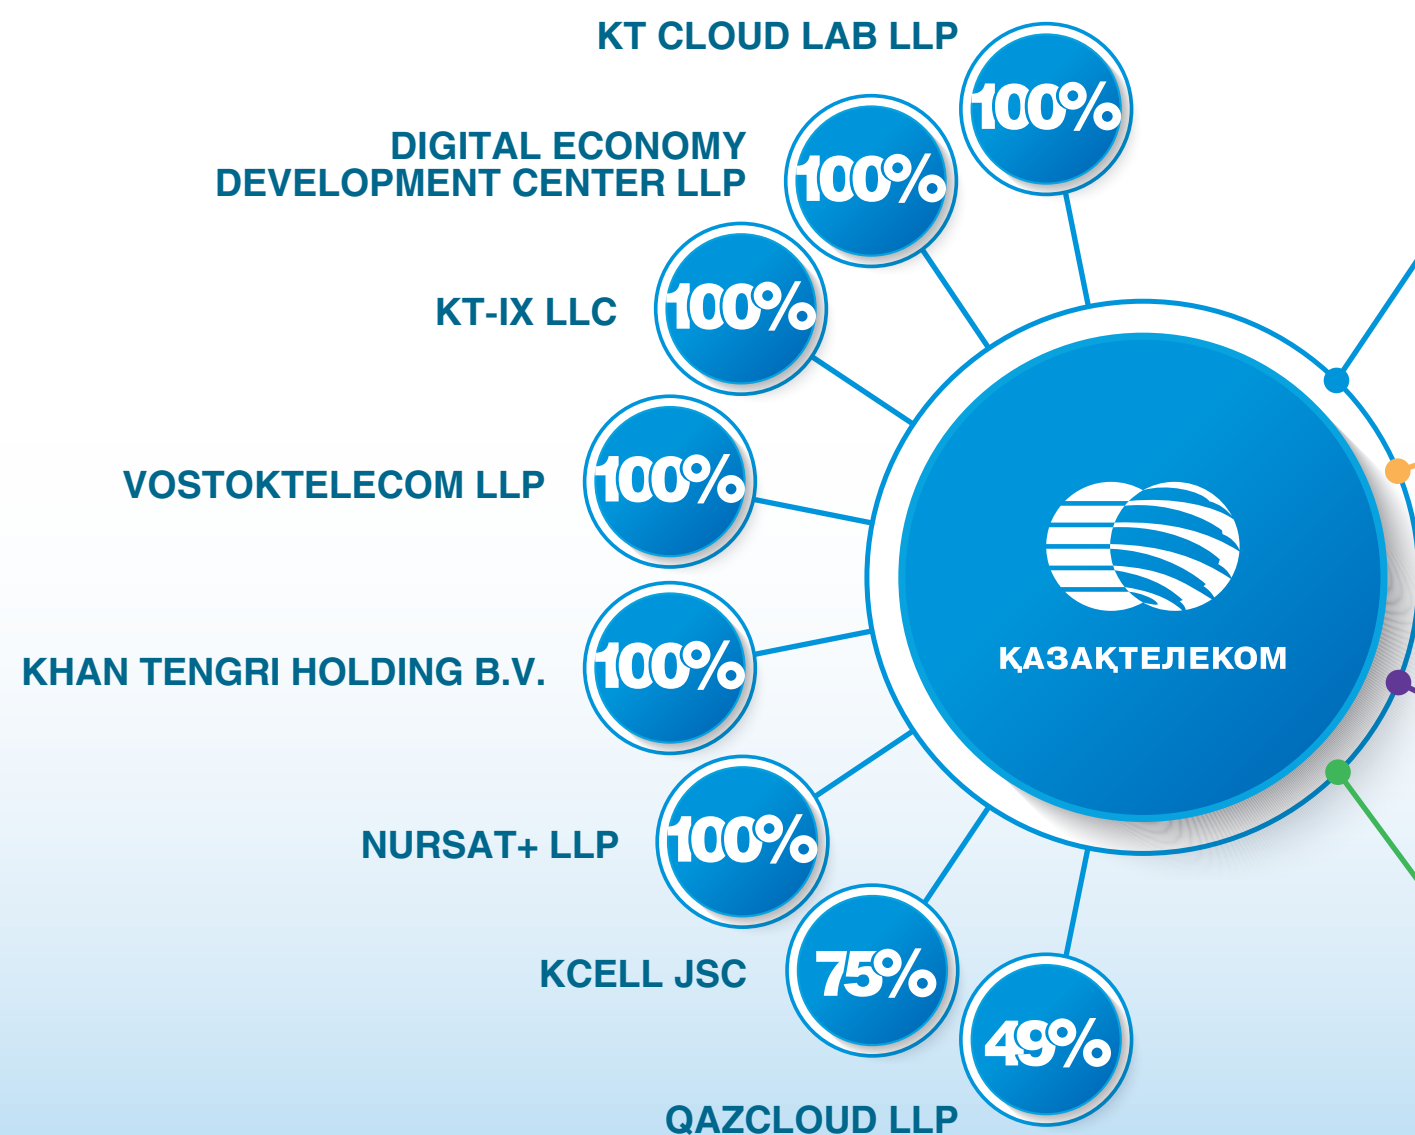 KT CLOUD LAB LLP
100%
DIGITAL ECONOMY
DEVELOPMENT CENTER LLP
100%
KT-IX LLC
100%
VOSTOKTELECOM LLP
100%
KHAN TENGRI HOLDING B.V.
100%
NURSAT+ LLP
100%
KCELL JSC
75%
QAZCLOUD LLP
49%
ҚАЗАҚТЕЛЕКОМ